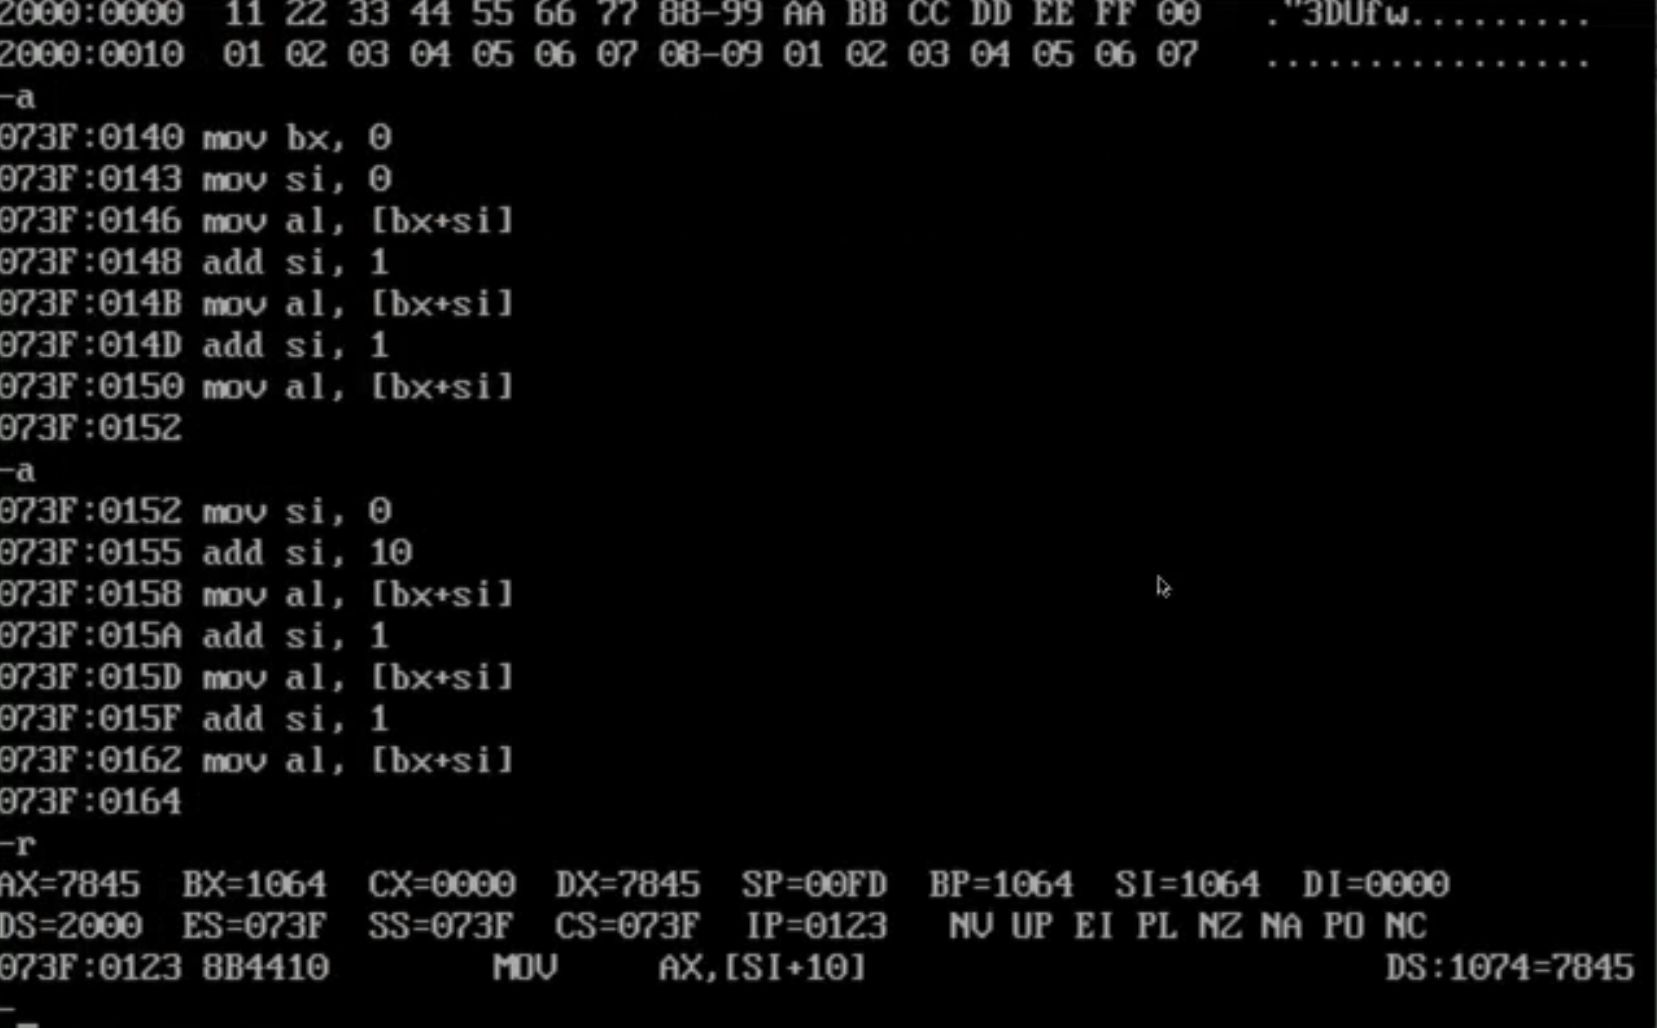 2000:0000  11 22 33 44 55 66 77 88-99 AA BB CC DD EE FF 00   ."3DUfw.........
2000:0010  01 02 03 04 05 06 07 08-09 01 02 03 04 05 06 07   ................
-a
073F:0140 mov bx, 0
073F:0143 mov si, 0
073F:0146 mov al, [bx+si]
073F:0148 add si, 1
073F:014B mov al, [bx+si]
073F:014D add si, 1
073F:0150 mov al, [bx+si]
073F:0152
-a
073F:0152 mov si, 0
073F:0155 add si, 10
073F:0158 mov al, [bx+si]
073F:015A add si, 1
073F:015D mov al, [bx+si]
073F:015F add si, 1
073F:0162 mov al, [bx+si]
073F:0164
-r
AX=7845  BX=1064  CX=0000  DX=7845  SP=00FD  BP=1064  SI=1064  DI=0000
DS=2000  ES=073F  SS=073F  CS=073F  IP=0123   NV UP EI PL NZ NA PO NC
073F:0123 8B4410        MOV     AX,[SI+10]                         DS:1074=7845
-_